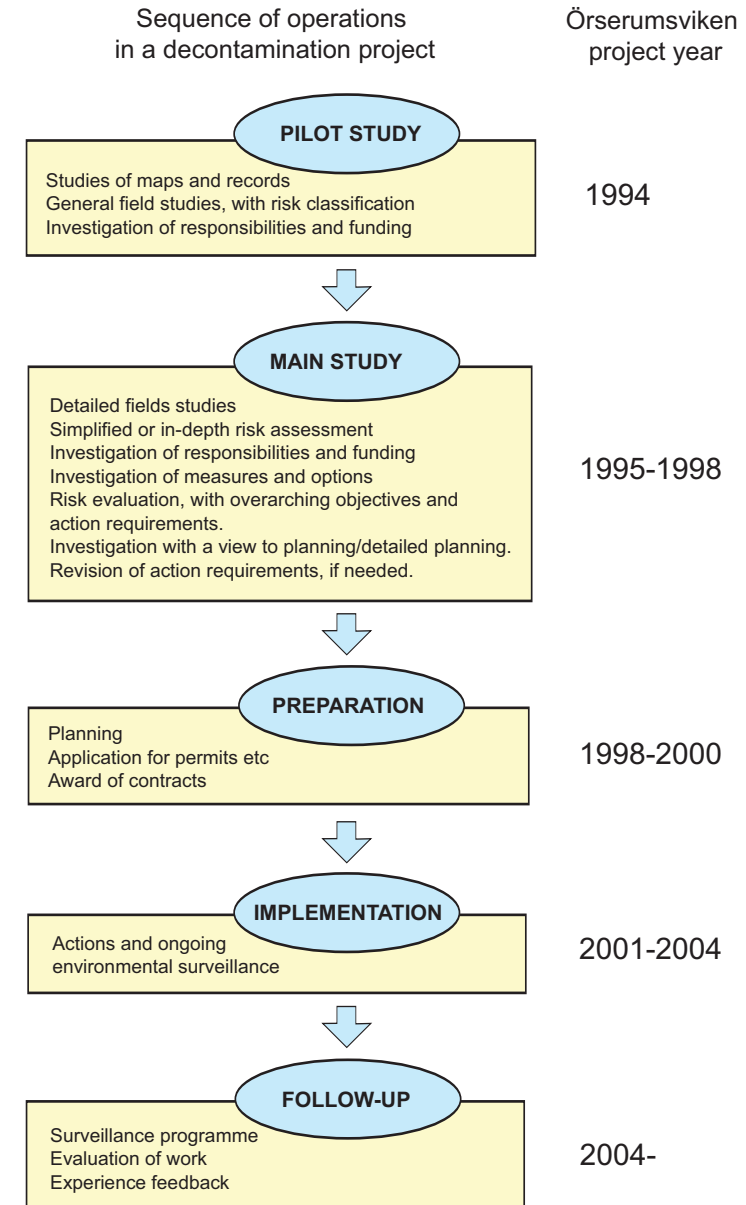 Sequence of operations
in a decontamination project
Örserumsviken
project year
PILOT STUDY
Studies of maps and records
General field studies, with risk classification
Investigation of responsibilities and funding
1994
MAIN STUDY
Detailed fields studies
Simplified or in-depth risk assessment
Investigation of responsibilities and funding
Investigation of measures and options
Risk evaluation, with overarching objectives and
action requirements.
Investigation with a view to planning/detailed planning.
Revision of action requirements, if needed.
1995-1998
PREPARATION
Planning
Application for permits etc
Award of contracts
1998-2000
IMPLEMENTATION
Actions and ongoing
environmental surveillance
2001-2004
FOLLOW-UP
Surveillance programme
Evaluation of work
Experience feedback
2004-